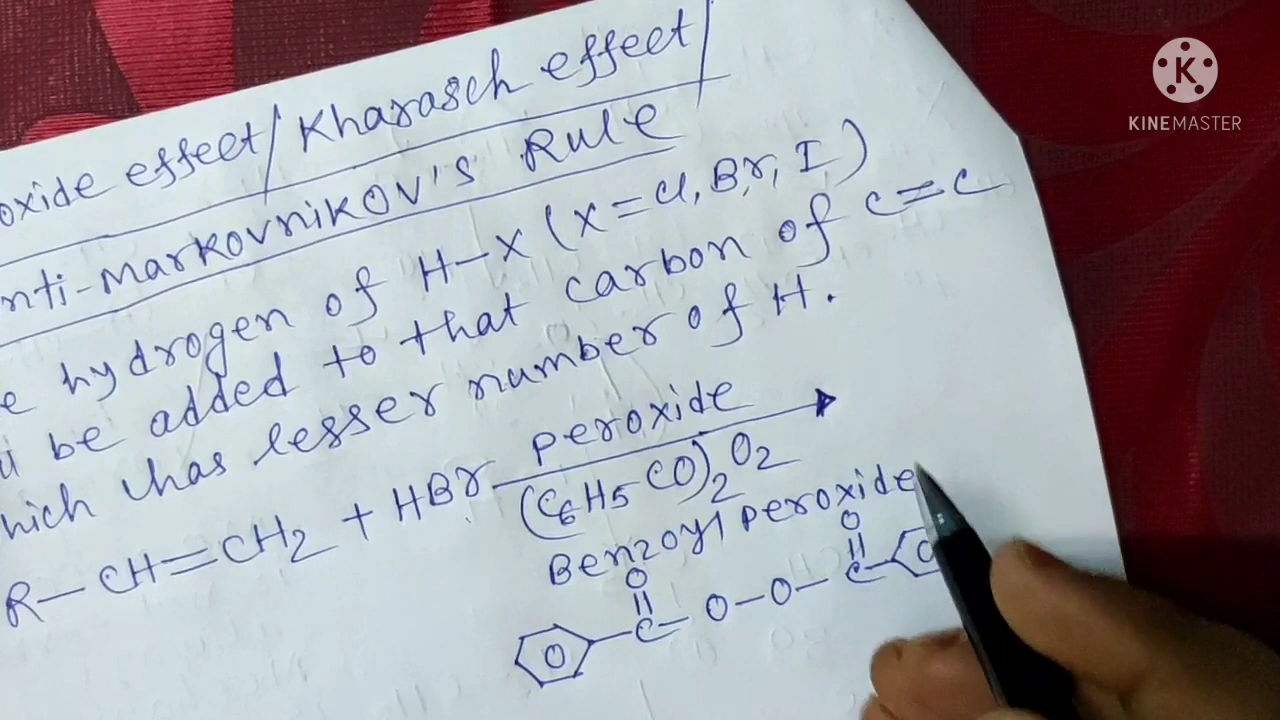 oxide effect/Kharasch effect/
nti-MarKovniKov's Rule
e hydrogen of H-X (X=Cl, Br, I)
ll be added to that carbon of C=C
hich has lesser number of H.
R-CH=CH2 + HBr peroxide
(C6H5CO)2O2
Benzoyl peroxide
O O
C-O-O-C
KINEMASTER